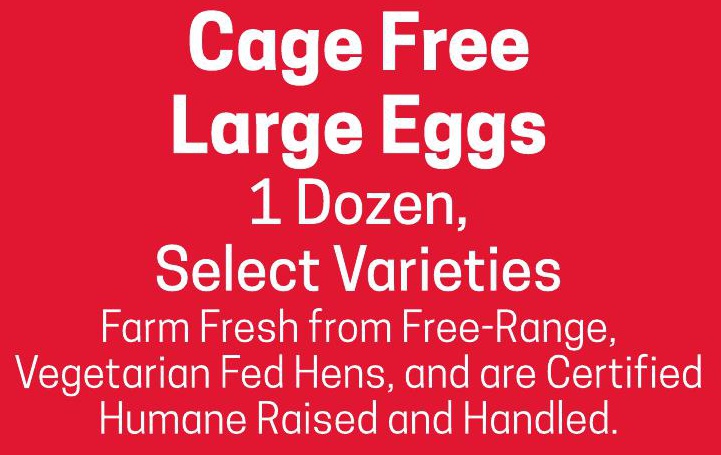 Cage Free
Large Eggs
1 Dozen,
Select Varieties
Farm Fresh from Free-Range,
Vegetarian Fed Hens, and are Certified
Humane Raised and Handled.